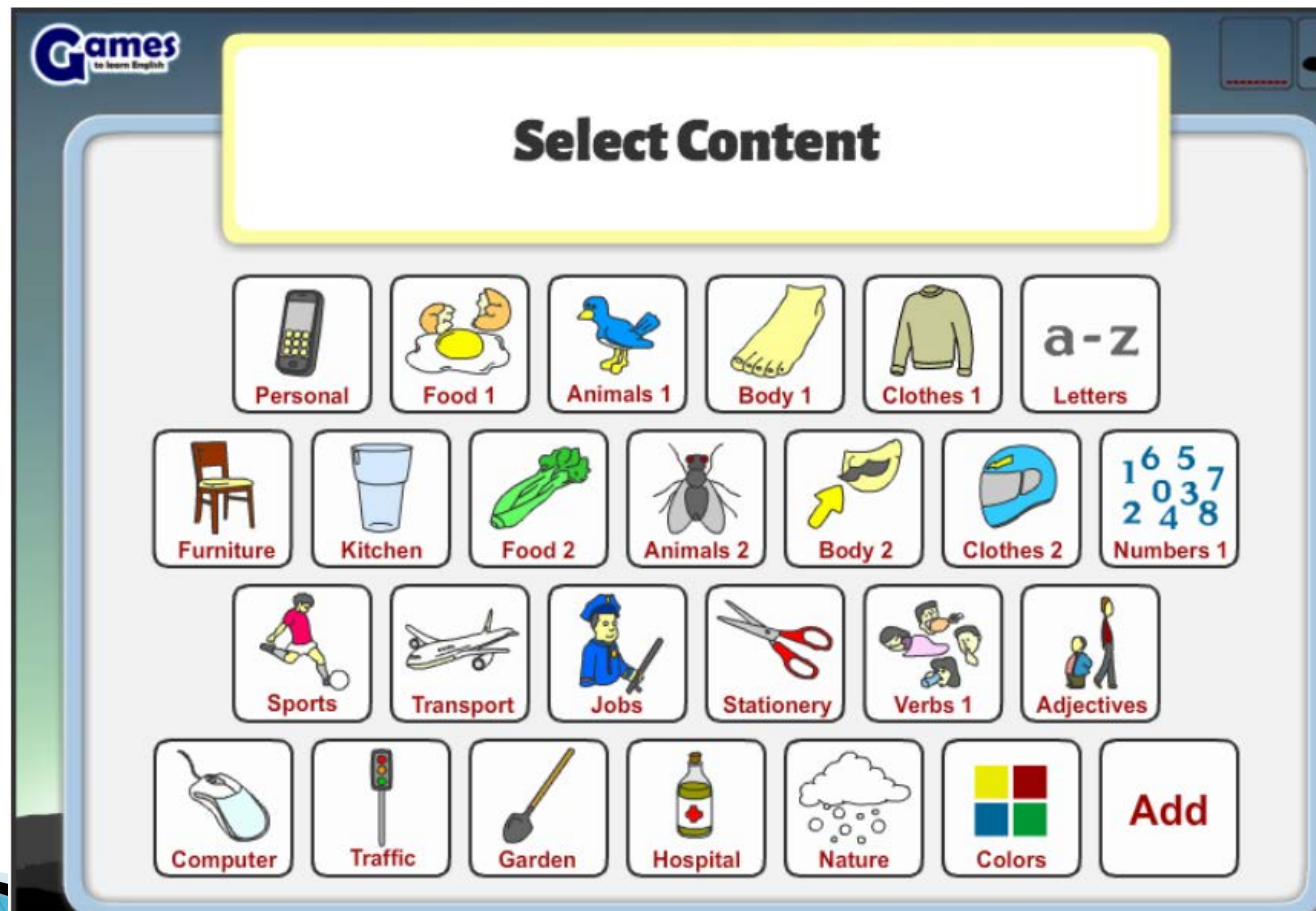 Games
to learn English
Select Content
Personal
Food 1
Animals 1
Body 1
Clothes 1
a-z
Letters
Furniture
Kitchen
Food 2
Animals 2
Body 2
Clothes 2
6 5
1 7
0 3
2 4 8
Numbers 1
Sports
Transport
Jobs
Stationery
Verbs 1
Adjectives
Computer
Traffic
Garden
Hospital
Nature
Colors
Add